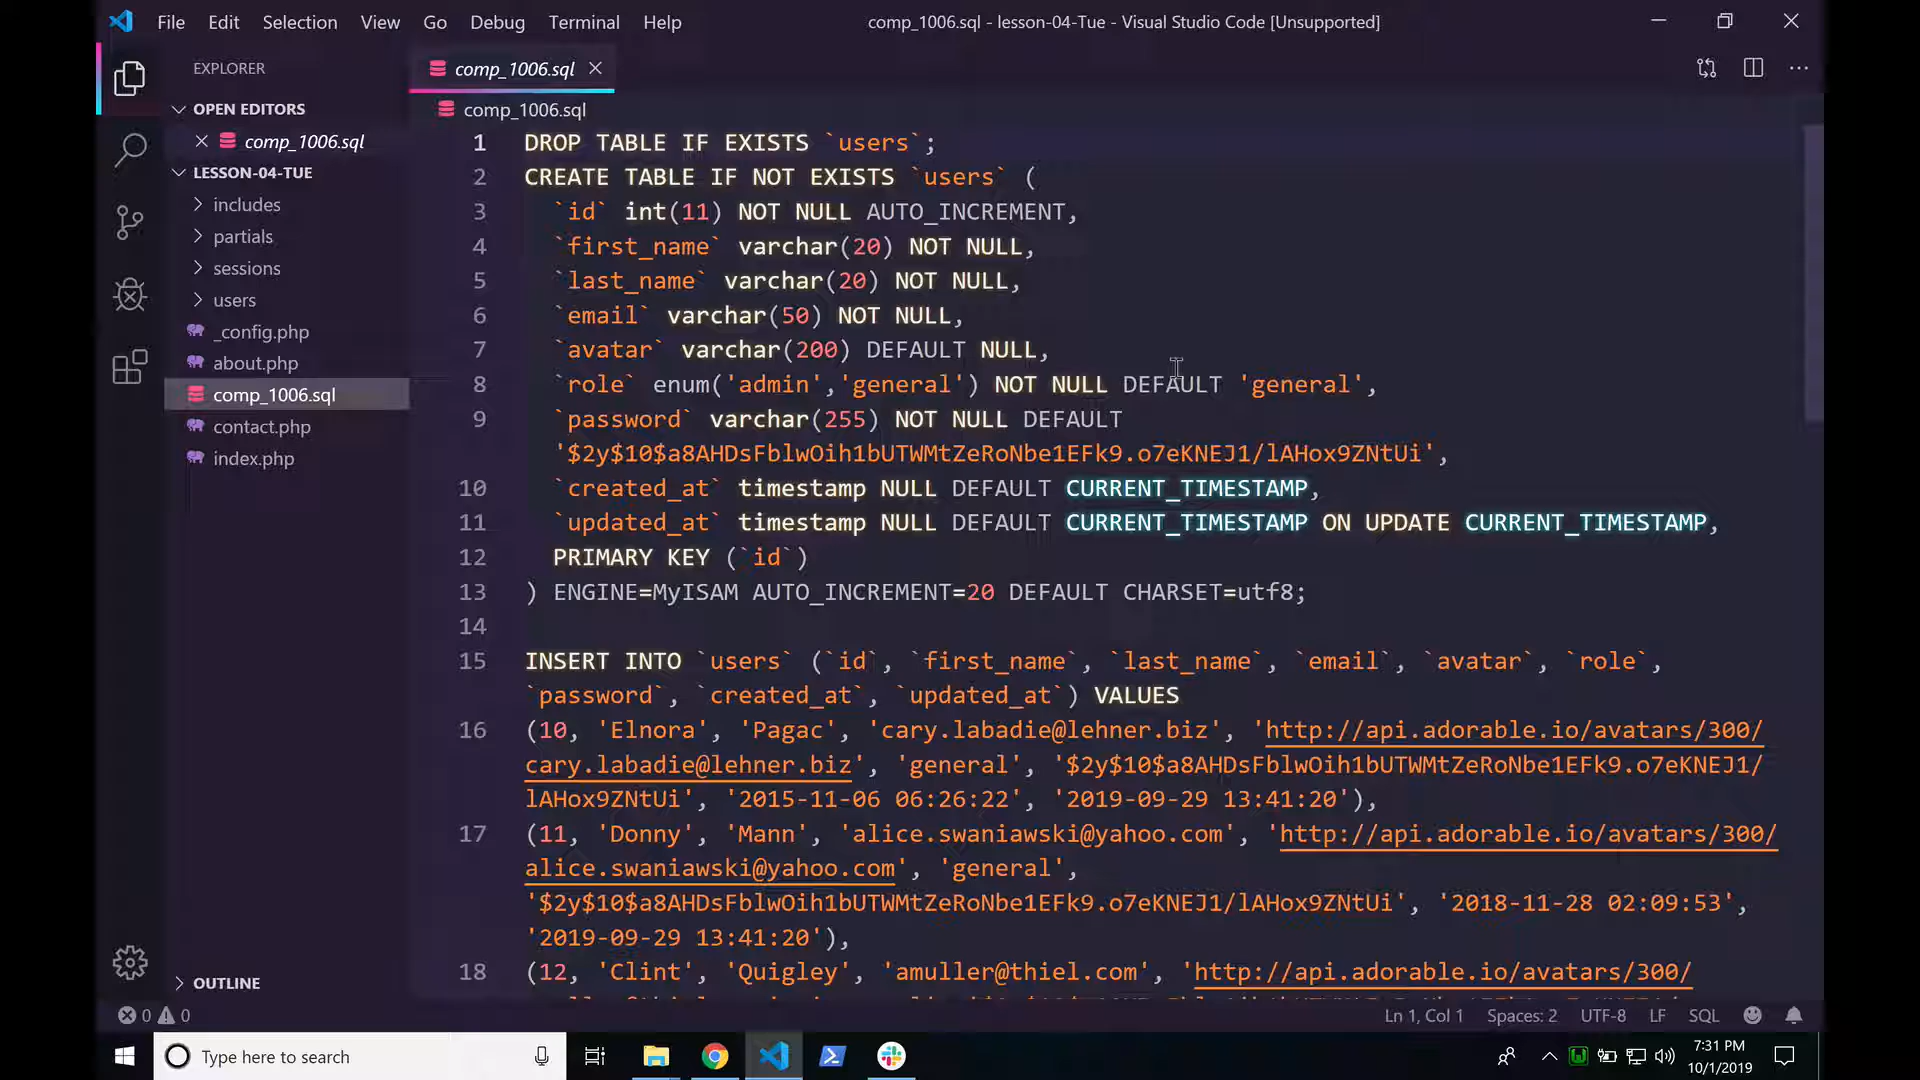 File Edit Selection View Go Debug Terminal Help
comp_1006.sql - lesson-04-Tue - Visual Studio Code [Unsupported]
EXPLORER
OPEN EDITORS
comp_1006.sql
LESSON-04-TUE
includes
partials
sessions
users
_config.php
about.php
comp_1006.sql
contact.php
index.php
OUTLINE
comp_1006.sql
comp_1006.sql
1 DROP TABLE IF EXISTS `users`;
2 CREATE TABLE IF NOT EXISTS `users` (
3 `id` int(11) NOT NULL AUTO_INCREMENT,
4 `first_name` varchar(20) NOT NULL,
5 `last_name` varchar(20) NOT NULL,
6 `email` varchar(50) NOT NULL,
7 `avatar` varchar(200) DEFAULT NULL,
8 `role` enum('admin','general') NOT NULL DEFAULT 'general',
9 `password` varchar(255) NOT NULL DEFAULT
'$2y$10$a8AHDsFblwOih1bUTWMtZeRoNbe1EFk9.o7eKNEJ1/lAHox9ZNtUi',
10 `created_at` timestamp NULL DEFAULT CURRENT_TIMESTAMP,
11 `updated_at` timestamp NULL DEFAULT CURRENT_TIMESTAMP ON UPDATE CURRENT_TIMESTAMP,
12 PRIMARY KEY (`id`)
13 ) ENGINE=MyISAM AUTO_INCREMENT=20 DEFAULT CHARSET=utf8;
14
15 INSERT INTO `users` (`id`, `first_name`, `last_name`, `email`, `avatar`, `role`,
`password`, `created_at`, `updated_at`) VALUES
16 (10, 'Elnora', 'Pagac', 'cary.labadie@lehner.biz', 'http://api.adorable.io/avatars/300/
cary.labadie@lehner.biz', 'general', '$2y$10$a8AHDsFblwOih1bUTWMtZeRoNbe1EFk9.o7eKNEJ1/
lAHox9ZNtUi', '2015-11-06 06:26:22', '2019-09-29 13:41:20'),
17 (11, 'Donny', 'Mann', 'alice.swaniawski@yahoo.com', 'http://api.adorable.io/avatars/300/
alice.swaniawski@yahoo.com', 'general',
'$2y$10$a8AHDsFblwOih1bUTWMtZeRoNbe1EFk9.o7eKNEJ1/lAHox9ZNtUi', '2018-11-28 02:09:53',
'2019-09-29 13:41:20'),
18 (12, 'Clint', 'Quigley', 'amuller@thiel.com', 'http://api.adorable.io/avatars/300/
0 0
Ln 1, Col 1 Spaces: 2 UTF-8 LF SQL
Type here to search
7:31 PM
10/1/2019